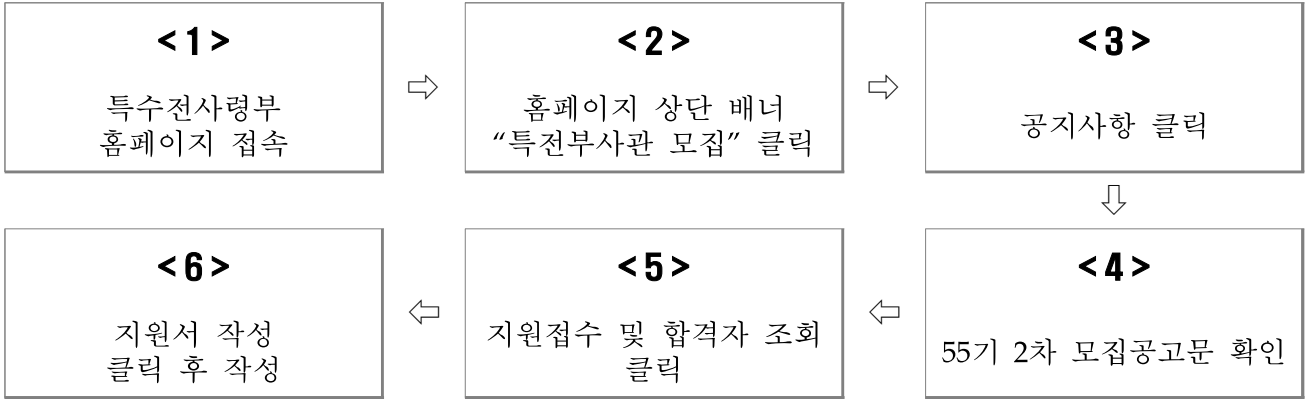 <1>
특수전사령부
홈페이지 접속
<2>
홈페이지 상단 배너
“특전부사관 모집” 클릭
<3>
공지사항 클릭
<4>
55기 2차 모집공고문 확인
<5>
지원접수 및 합격자 조회
클릭
<6>
지원서 작성
클릭 후 작성